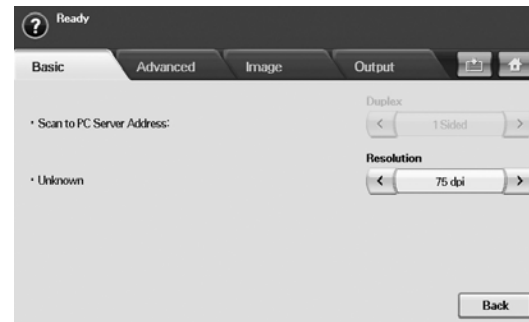 ? Ready
Basic Advanced Image Output
Duplex
• Scan to PC Server Address: < 1 Sided >
Resolution
• Unknown < 75 dpi >
Back